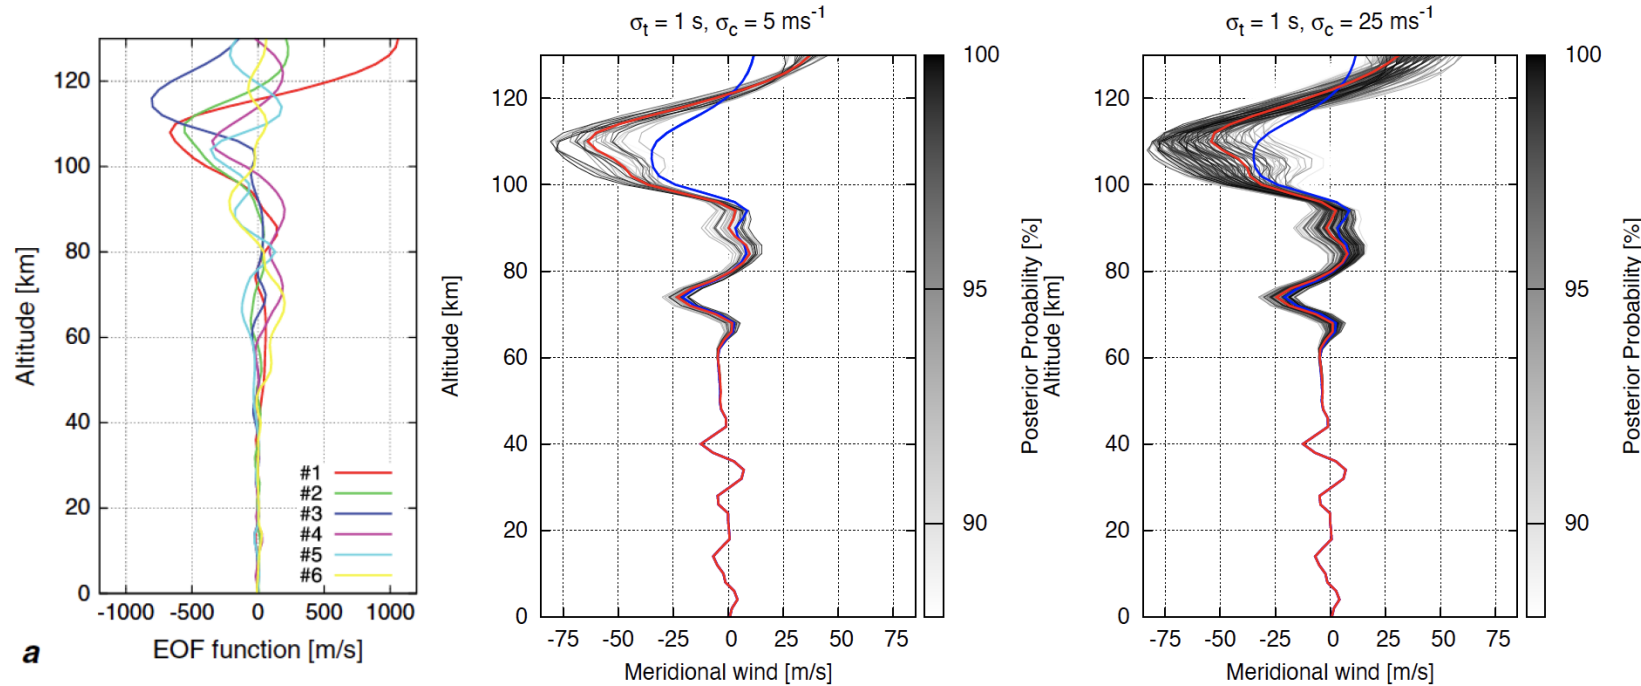 120
100
80
60
40
20
0
Altitude [km]
#1
#2
#3
#4
#5
#6
-1000 -500 0 500 1000
EOF function [m/s]
a
σt = 1 s, σc = 5 ms-1
120
100
80
60
40
20
0
Altitude [km]
-75 -50 -25 0 25 50 75
Meridional wind [m/s]
100
95
90
Posterior Probability [%]
σt = 1 s, σc = 25 ms-1
120
100
80
60
40
20
0
Altitude [km]
-75 -50 -25 0 25 50 75
Meridional wind [m/s]
100
95
90
Posterior Probability [%]